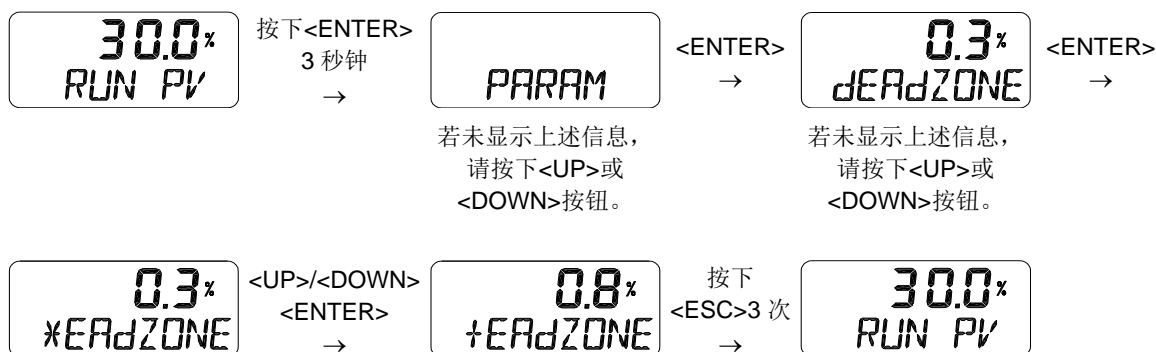 30.0%
RUN PV
按下<ENTER>
3 秒钟
→
PARAM
若未显示上述信息，
请按下<UP>或
<DOWN>按钮。
<ENTER>
→
0.3%
dEAdZONE
若未显示上述信息，
请按下<UP>或
<DOWN>按钮。
<ENTER>
→
0.3%
*EAdZONE
<UP>/<DOWN>
<ENTER>
→
0.8%
+EAdZONE
按下
<ESC>3 次
→
30.0%
RUN PV